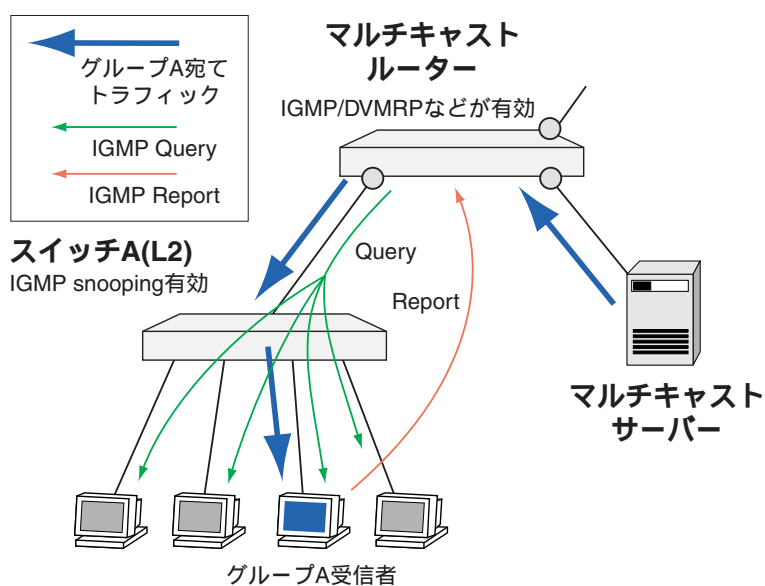 グループA宛て
トラフィック
IGMP Query
IGMP Report
マルチキャスト
ルーター
IGMP/DVMRPなどが有効
スイッチA(L2)
IGMP snooping有効
Query
Report
マルチキャスト
サーバー
グループA受信者